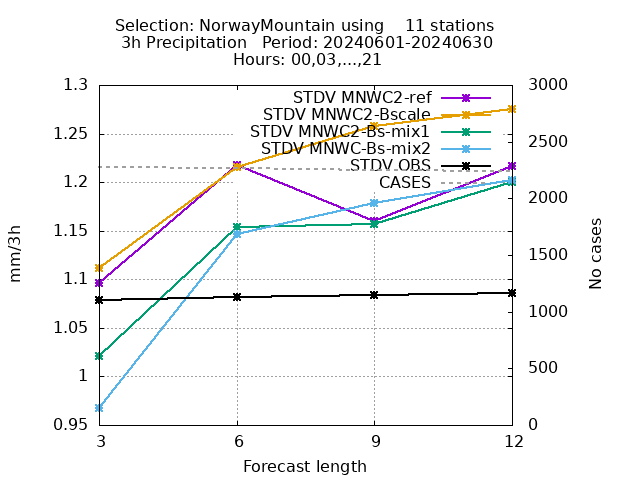 Selection: NorwayMountain using    11 stations
3h Precipitation   Period: 20240601-20240630
Hours: 00,03,...,21
STDV MNWC2-ref
STDV MNWC2-Bscale
STDV MNWC2-Bs-mix1
STDV MNWC-Bs-mix2
STDV OBS
CASES
1.3
1.25
1.2
1.15
1.1
1.05
1
0.95
mm/3h
3000
2500
2000
1500
1000
500
0
No cases
3
6
9
12
Forecast length